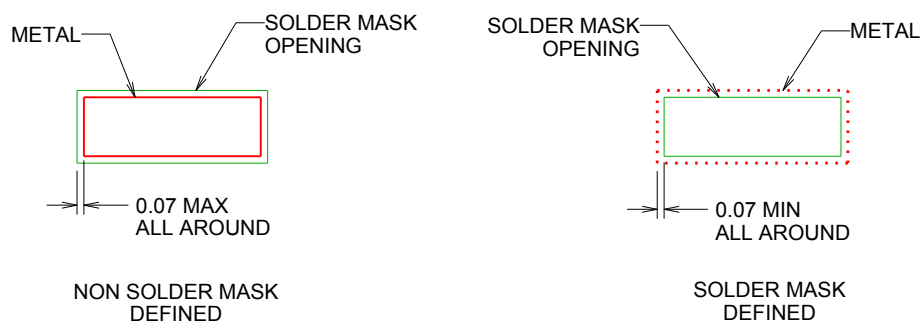 METAL
SOLDER MASK
OPENING
0.07 MAX
ALL AROUND
NON SOLDER MASK
DEFINED
SOLDER MASK
OPENING
METAL
0.07 MIN
ALL AROUND
SOLDER MASK
DEFINED